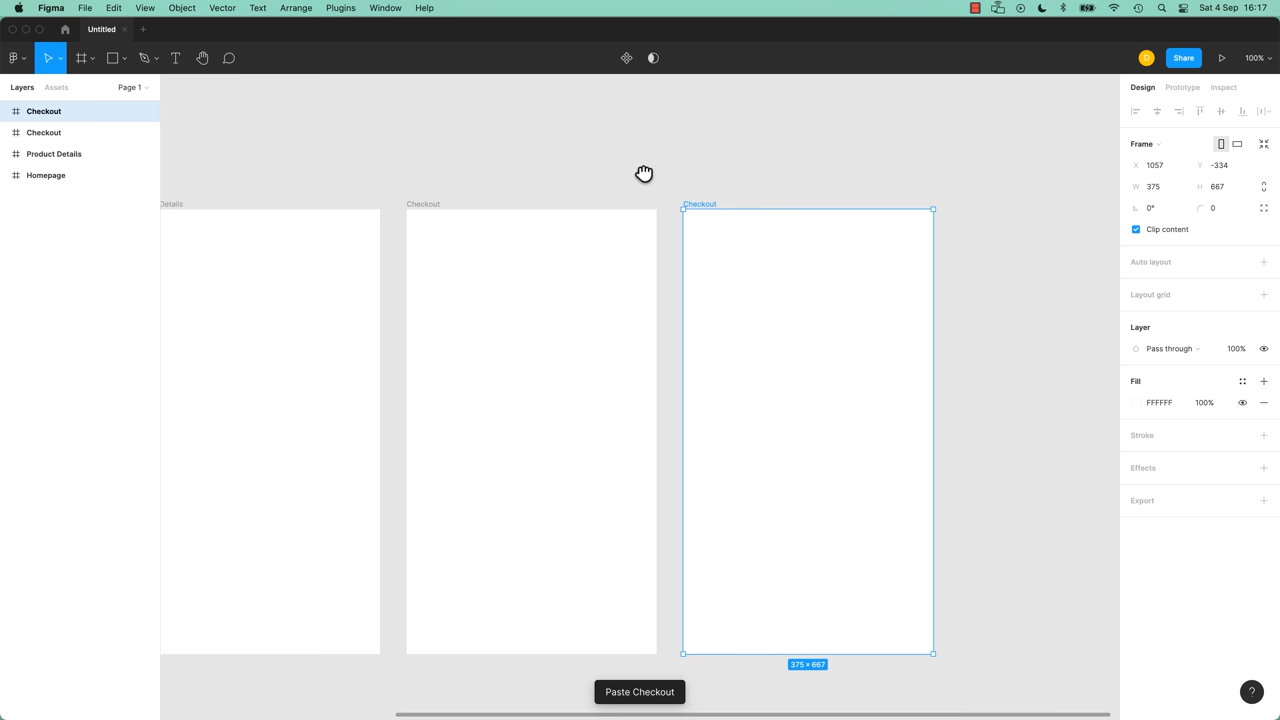 Figma File Edit View Object Vector Text Arrange Plugins Window Help Sat 4 Sep 16:17
Untitled
Share 100%
D
Layers Assets Page 1
Checkout
Checkout
Product Details
Homepage
Details
Checkout
Checkout
375 × 667
Paste Checkout
Design Prototype Inspect
Frame
X 1057 Y -334
W 375 H 667
0° 0
Clip content
Auto layout
Layout grid
Layer
Pass through 100%
Fill
FFFFFF 100%
Stroke
Effects
Export
?